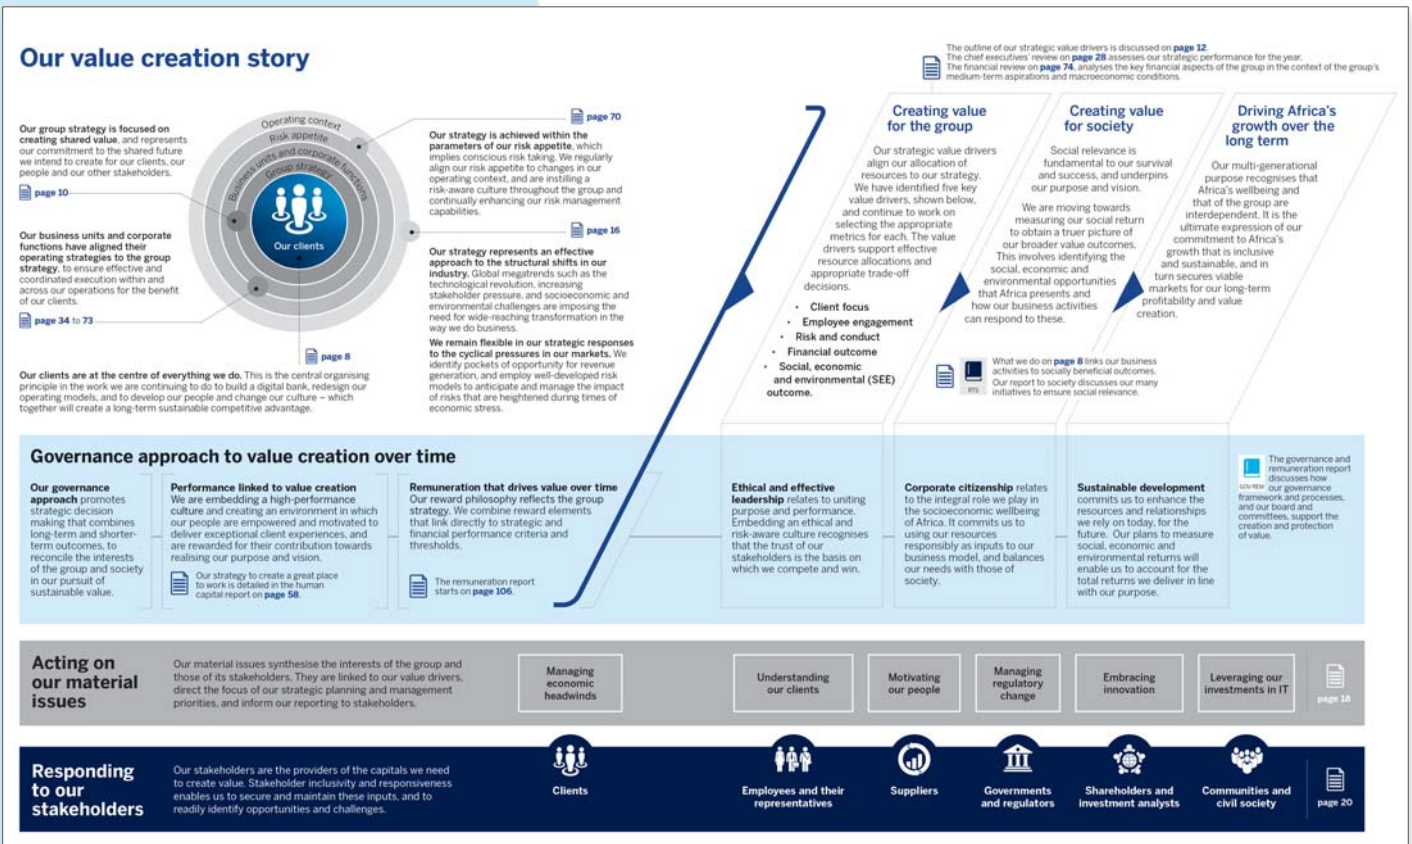 Our value creation story
The outline of our strategic value drivers is discussed on page 12.
The chief executives' review on page 28 assesses our strategic performance for the year.
The financial review on page 74, analyses the key financial aspects of the group in the context of the group's
medium-term aspirations and macroeconomic conditions.
Our group strategy is focused on
creating shared value, and represents
our commitment to the shared future
we intend to create for our clients, our
people and our other stakeholders.
page 10
Our business units and corporate
functions have aligned their
operating strategies to the group
strategy, to ensure effective and
coordinated execution within and
across our operations for the benefit
of our clients.
page 34 to 73
Operating context
Risk appetite
Business units and corporate functions
Group strategy
Our clients
page 8
Our clients are at the centre of everything we do. This is the central organising
principle in the work we are continuing to do to build a digital bank, redesign our
operating models, and to develop our people and change our culture – which
together will create a long-term sustainable competitive advantage.
page 70
Our strategy is achieved within the
parameters of our risk appetite, which
implies conscious risk taking. We regularly
align our risk appetite to changes in our
operating context, and are instilling a
risk-aware culture throughout the group and
continually enhancing our risk management
capabilities.
page 16
Our strategy represents an effective
approach to the structural shifts in our
industry. Global megatrends such as the
technological revolution, increasing
stakeholder pressure, and socioeconomic and
environmental challenges are imposing the
need for wide-reaching transformation in the
way we do business.
We remain flexible in our strategic responses
to the cyclical pressures in our markets. We
identify pockets of opportunity for revenue
generation, and employ well-developed risk
models to anticipate and manage the impact
of risks that are heightened during times of
economic stress.
Creating value
for the group
Our strategic value drivers
align our allocation of
resources to our strategy.
We have identified five key
value drivers, shown below,
and continue to work on
selecting the appropriate
metrics for each. The value
drivers support effective
resource allocations and
appropriate trade-off
decisions.
• Client focus
• Employee engagement
• Risk and conduct
• Financial outcome
• Social, economic
and environmental (SEE)
outcome.
Creating value
for society
Social relevance is
fundamental to our survival
and success, and underpins
our purpose and vision.
We are moving towards
measuring our social return
to obtain a truer picture of
our broader value outcomes.
This involves identifying the
social, economic and
environmental opportunities
that Africa presents and
how our business activities
can respond to these.
RTS
What we do on page 8 links our business
activities to socially beneficial outcomes.
Our report to society discusses our many
initiatives to ensure social relevance.
Driving Africa's
growth over the
long term
Our multi-generational
purpose recognises that
Africa's wellbeing and
that of the group are
interdependent. It is the
ultimate expression of our
commitment to Africa's
growth that is inclusive
and sustainable, and in
turn secures viable
markets for our long-term
profitability and value
creation.
Governance approach to value creation over time
Our governance
approach promotes
strategic decision
making that combines
long-term and shorter-
term outcomes, to
reconcile the interests
of the group and society
in our pursuit of
sustainable value.
Performance linked to value creation
We are embedding a high-performance
culture and creating an environment in which
our people are empowered and motivated to
deliver exceptional client experiences, and
are rewarded for their contribution towards
realising our purpose and vision.
Our strategy to create a great place
to work is detailed in the human
capital report on page 58.
Remuneration that drives value over time
Our reward philosophy reflects the group
strategy. We combine reward elements
that link directly to strategic and
financial performance criteria and
thresholds.
The remuneration report
starts on page 106.
Ethical and effective
leadership relates to uniting
purpose and performance.
Embedding an ethical and
risk-aware culture recognises
that the trust of our
stakeholders is the basis on
which we compete and win.
Corporate citizenship relates
to the integral role we play in
the socioeconomic wellbeing
of Africa. It commits us to
using our resources
responsibly as inputs to our
business model, and balances
our needs with those of
society.
Sustainable development
commits us to enhance the
resources and relationships
we rely on today, for the
future. Our plans to measure
social, economic and
environmental returns will
enable us to account for the
total returns we deliver in line
with our purpose.
GOV/REM
The governance and
remuneration report
discusses how
our governance
framework and processes,
and our board and
committees, support the
creation and protection
of value.
Acting on
our material
issues
Our material issues synthesise the interests of the group and
those of its stakeholders. They are linked to our value drivers,
direct the focus of our strategic planning and management
priorities, and inform our reporting to stakeholders.
Managing
economic
headwinds
Understanding
our clients
Motivating
our people
Managing
regulatory
change
Embracing
innovation
Leveraging our
investments in IT
page 18
Responding
to our
stakeholders
Our stakeholders are the providers of the capitals we need
to create value. Stakeholder inclusivity and responsiveness
enables us to secure and maintain these inputs, and to
readily identify opportunities and challenges.
Clients
Employees and their
representatives
Suppliers
Governments
and regulators
Shareholders and
investment analysts
Communities and
civil society
page 20